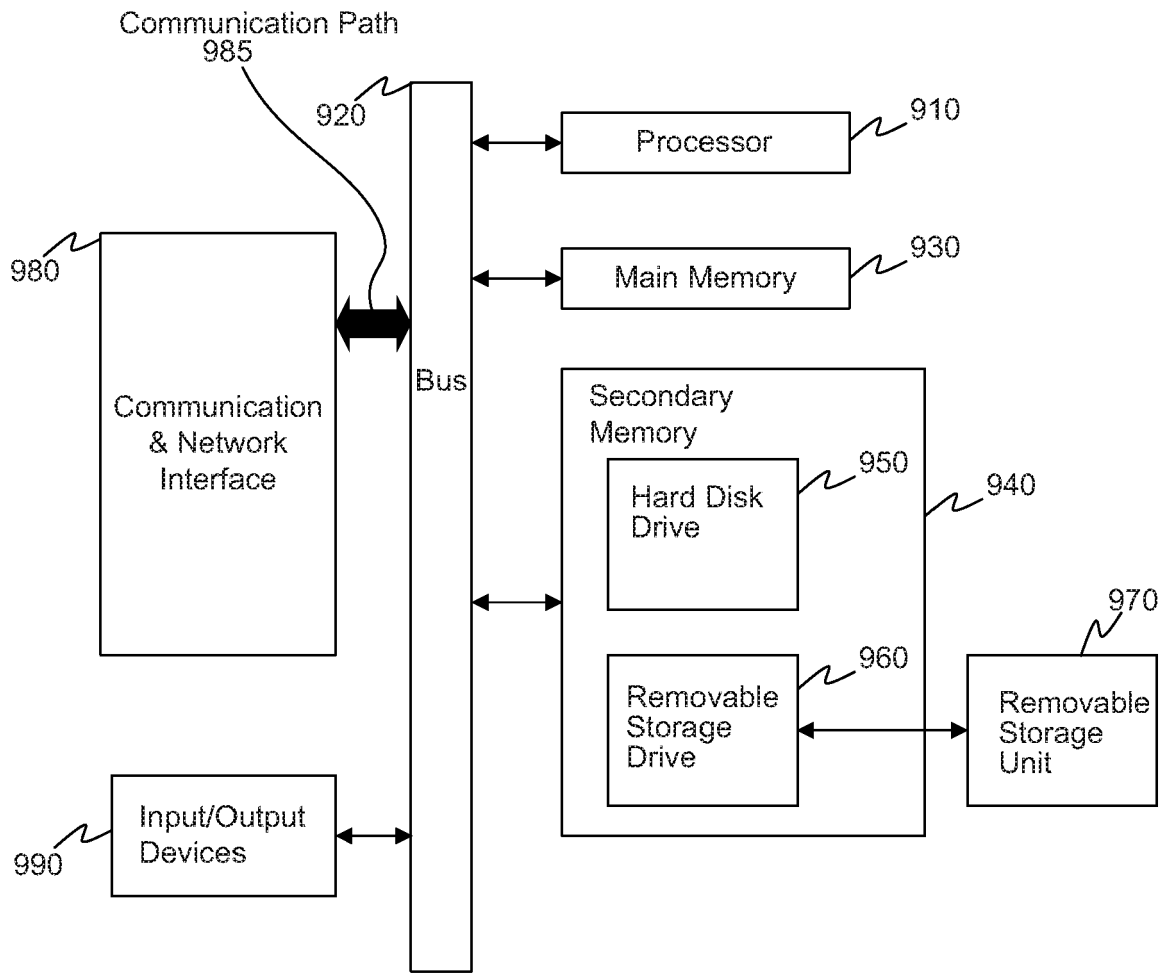 Communication Path
985
920
910
Processor
980
930
Main Memory
Bus
Communication
& Network
Interface
Secondary
Memory
950
Hard Disk
Drive
940
970
960
Removable
Storage
Drive
Removable
Storage
Unit
Input/Output
Devices
990